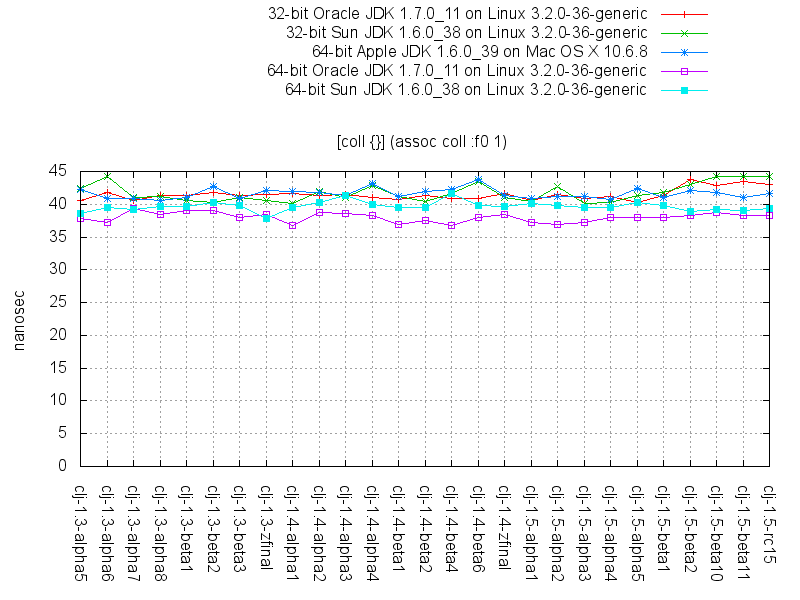 32-bit Oracle JDK 1.7.0_11 on Linux 3.2.0-36-generic
32-bit Sun JDK 1.6.0_38 on Linux 3.2.0-36-generic
64-bit Apple JDK 1.6.0_39 on Mac OS X 10.6.8
64-bit Oracle JDK 1.7.0_11 on Linux 3.2.0-36-generic
64-bit Sun JDK 1.6.0_38 on Linux 3.2.0-36-generic
[coll {}] (assoc coll :f0 1)
45
40
35
30
25
20
15
10
5
0
nanosec
clj-1.3-alpha5
clj-1.3-alpha6
clj-1.3-alpha7
clj-1.3-alpha8
clj-1.3-beta1
clj-1.3-beta2
clj-1.3-beta3
clj-1.3-zfinal
clj-1.4-alpha1
clj-1.4-alpha2
clj-1.4-alpha3
clj-1.4-alpha4
clj-1.4-beta1
clj-1.4-beta2
clj-1.4-beta4
clj-1.4-beta6
clj-1.4-zfinal
clj-1.5-alpha1
clj-1.5-alpha2
clj-1.5-alpha3
clj-1.5-alpha4
clj-1.5-alpha5
clj-1.5-beta1
clj-1.5-beta2
clj-1.5-beta10
clj-1.5-beta11
clj-1.5-rc15